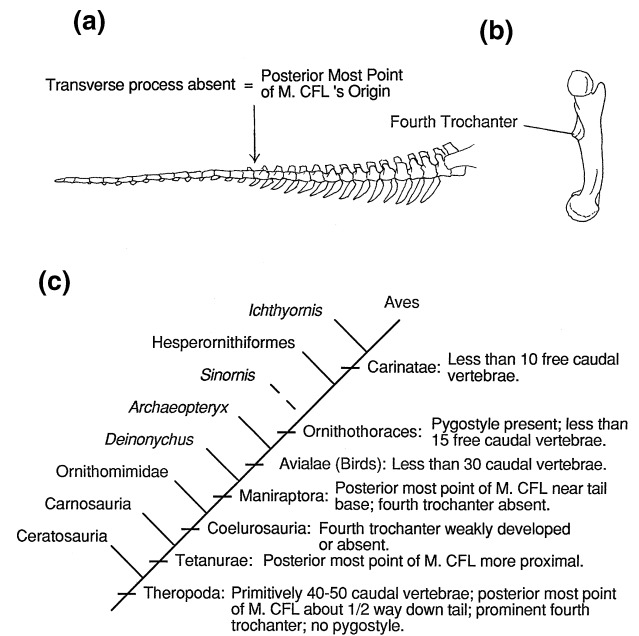 (a)
(b)
Transverse process absent = Posterior Most Point
of M. CFL 's Origin
Fourth Trochanter
(c)
Aves
Ichthyornis
Hesperornithiformes
Carinatae: Less than 10 free caudal
vertebrae.
Sinornis
Archaeopteryx
Ornithothoraces: Pygostyle present; less than
15 free caudal vertebrae.
Deinonychus
Avialae (Birds): Less than 30 caudal vertebrae.
Ornithomimidae
Maniraptora: Posterior most point of M. CFL near tail
base; fourth trochanter absent.
Carnosauria
Coelurosauria: Fourth trochanter weakly developed
or absent.
Ceratosauria
Tetanurae: Posterior most point of M. CFL more proximal.
Theropoda: Primitively 40-50 caudal vertebrae; posterior most point
of M. CFL about 1/2 way down tail; prominent fourth
trochanter; no pygostyle.